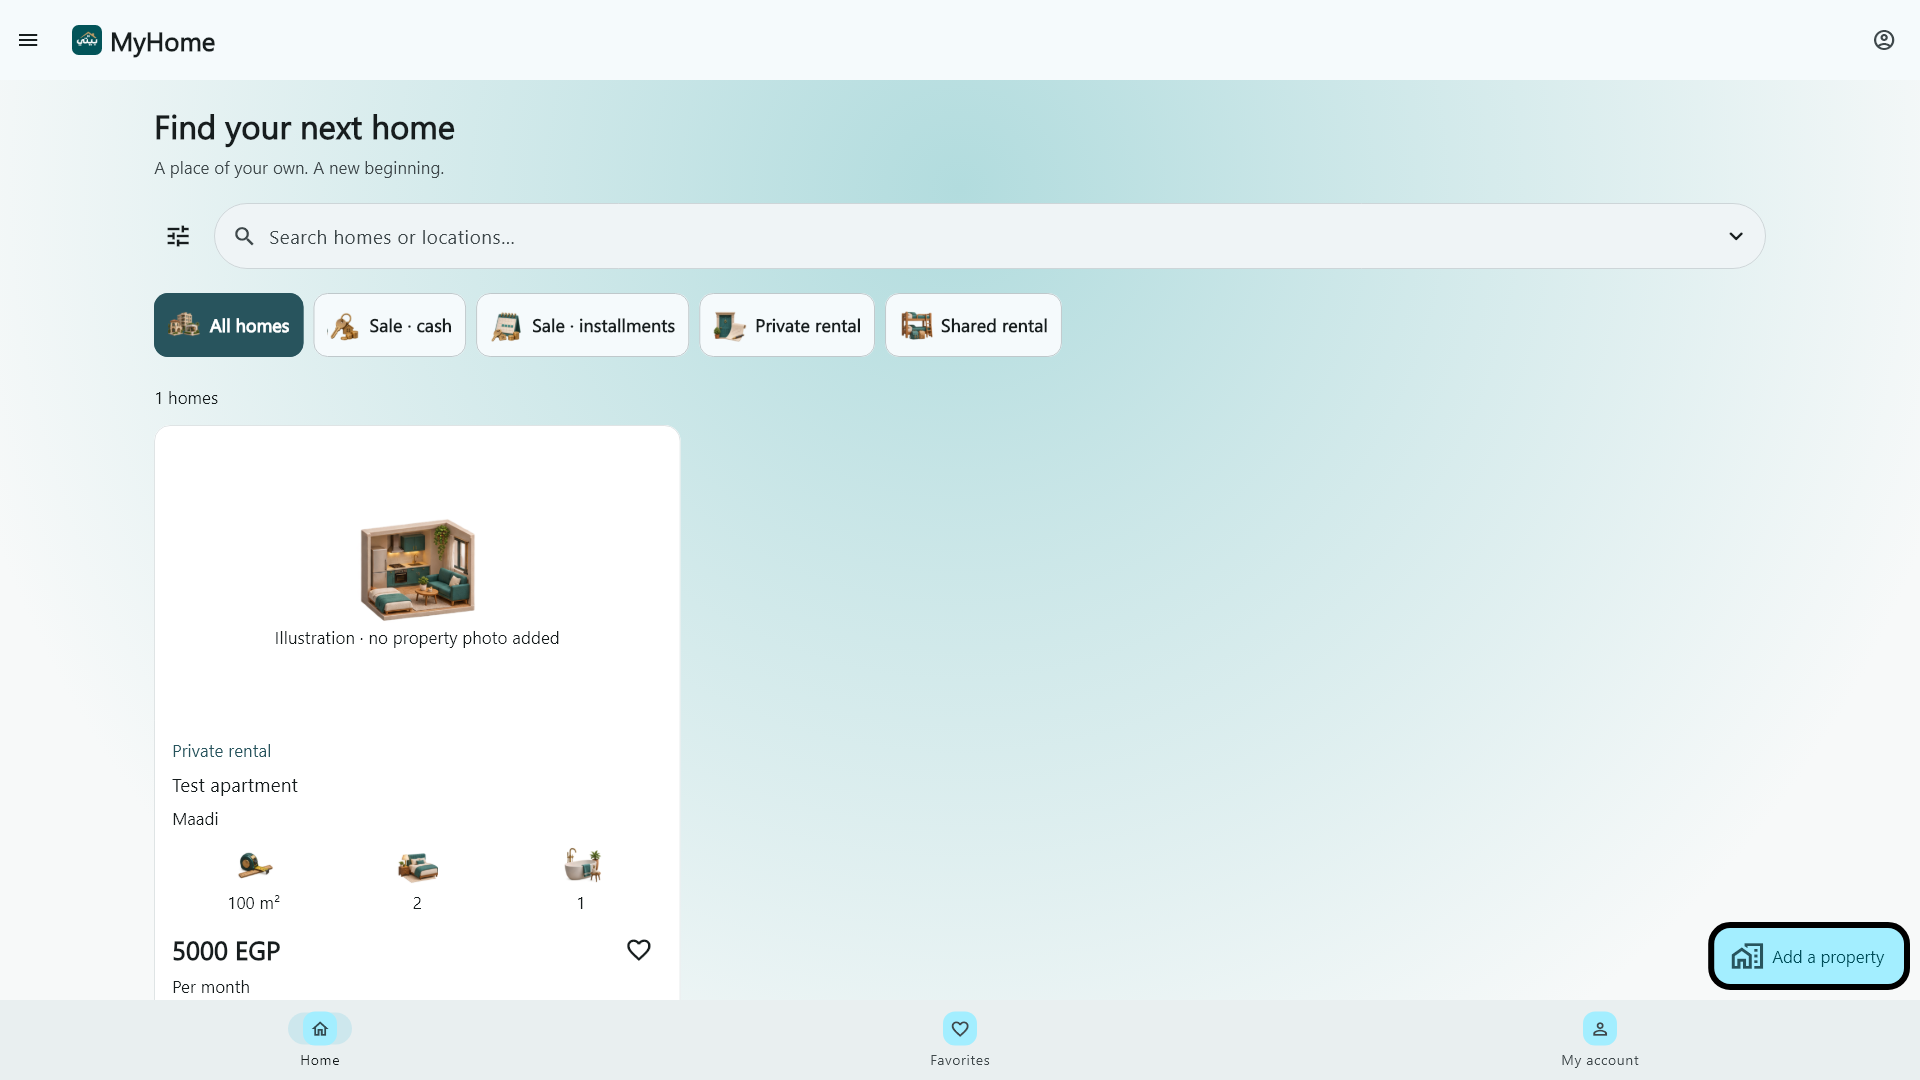 بيتي
MyHome
Find your next home
A place of your own. A new beginning.
Search homes or locations...
All homes
Sale · cash
Sale · installments
Private rental
Shared rental
1 homes
Illustration · no property photo added
Private rental
Test apartment
Maadi
100 m²
2
1
5000 EGP
Per month
Add a property
Home
Favorites
My account